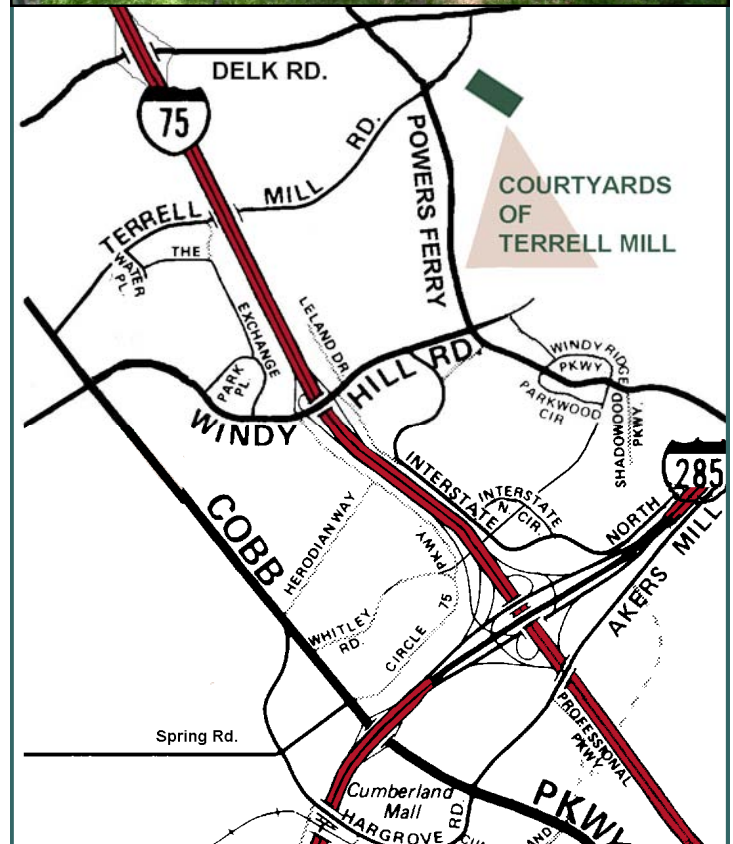 DELK RD.
75
TERRELL MILL RD.
POWERS FERRY
COURTYARDS
OF
TERRELL MILL
THE EXCHANGE
WATER
PL.
LELAND DR.
PARK
PL.
WINDY HILL RD.
WINDY RIDGE
PKWY
PARKWOOD
CIR
SHADOWOOD
PKWY.
285
INTERSTATE NORTH
PKWY
INTERSTATE
N. CIR.
COBB PKWY
HERODIAN WAY
AKERS MILL RD.
WHITLEY
RD.
CIRCLE 75
PROFESSIONAL
PKWY
Spring Rd.
Cumberland
Mall
HARGROVE